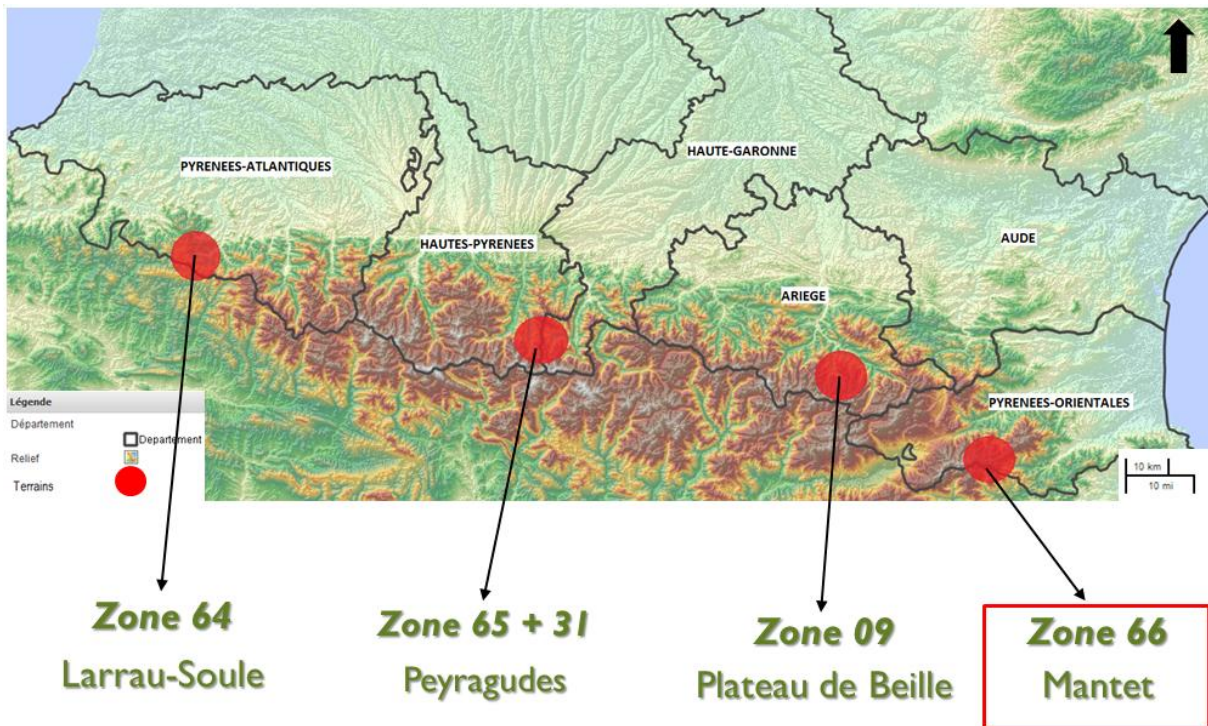 PYRENEES-ATLANTIQUES
HAUTE-GARONNE
HAUTES-PYRENEES
AUDE
ARIEGE
PYRENEES-ORIENTALES
Légende
Département
Departement
Relief
Terrains
10 km
10 mi
Zone 64
Larrau-Soule
Zone 65 + 31
Peyragudes
Zone 09
Plateau de Beille
Zone 66
Mantet